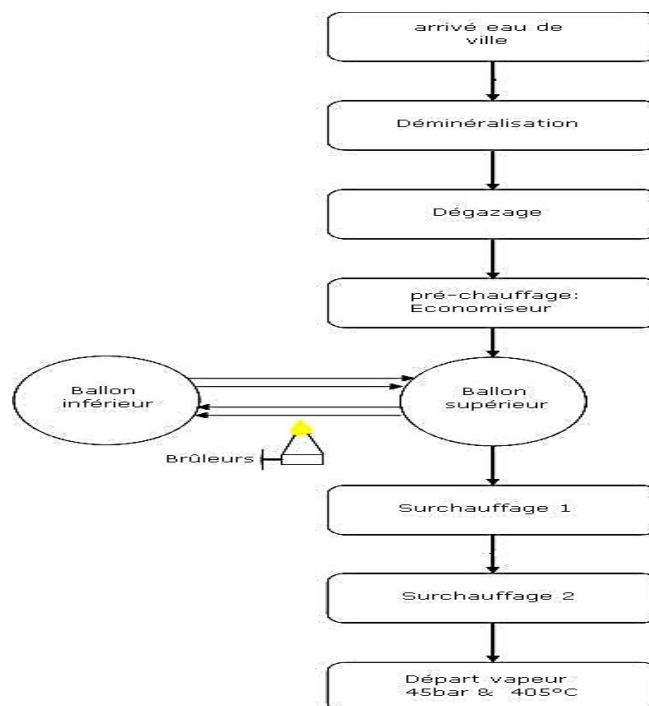 arrivé eau de
ville
Déminéralisation
Dégazage
pré-chauffage:
Economiseur
Ballon
inférieur
Ballon
supérieur
Brûleurs
Surchauffage 1
Surchauffage 2
Départ vapeur
45bar & 405°C